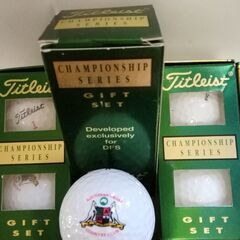 Titleist
CHAMPIONSHIP
SERIES
GIFT
SET
Developed
exclusively
for
DFS
Titleist
CHAMPIONSHIP
SERIES
GIFT
SET
Titleist
CHAMPIONSHIP
SERIES
GIFT
SET
Titleist